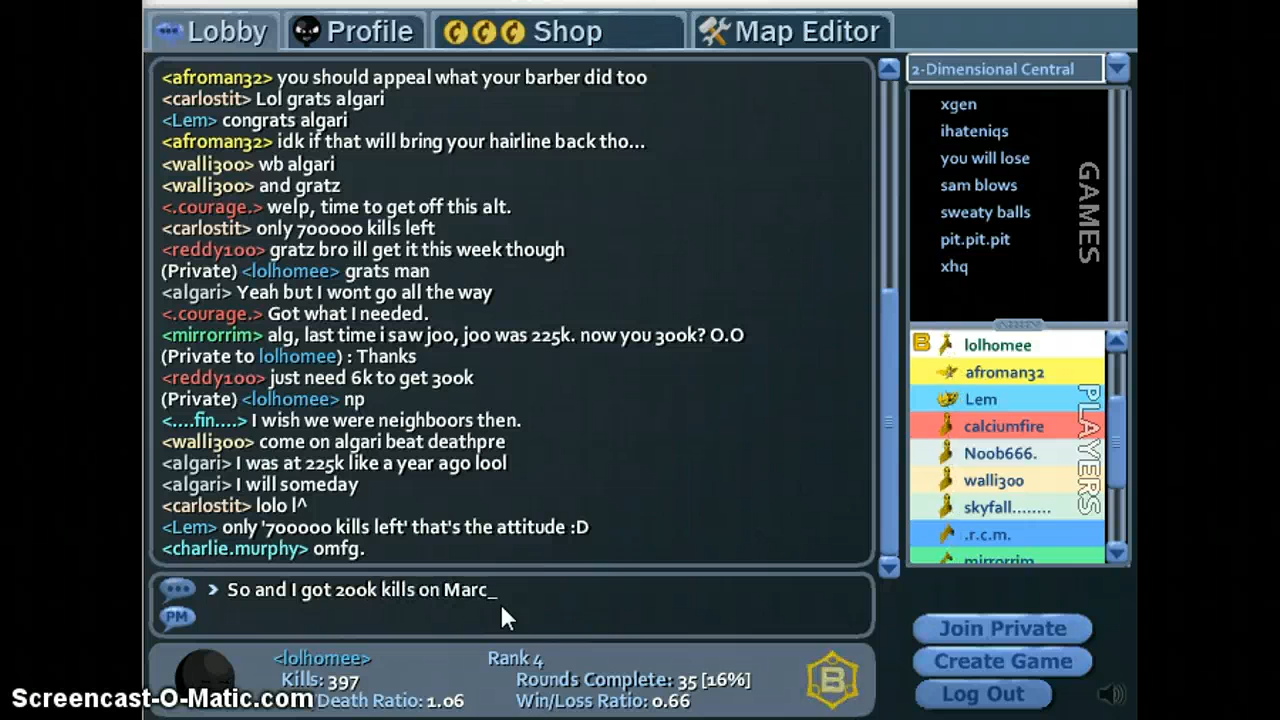 Lobby
Profile
Shop
Map Editor
<afroman32> you should appeal what your barber did too
<carlostit> Lol grats algari
<Lem> congrats algari
<afroman32> idk if that will bring your hairline back tho...
<walli300> wb algari
<walli300> and gratz
<.courage.> welp, time to get off this alt.
<carlostit> only 700000 kills left
<reddy100> gratz bro ill get it this week though
(Private) <lolhomee> grats man
<algari> Yeah but I wont go all the way
<.courage.> Got what I needed.
<mirrorrim> alg, last time i saw joo, joo was 225k. now you 300k? O.O
(Private to lolhomee) : Thanks
<reddy100> just need 6k to get 300k
(Private) <lolhomee> np
<....fin....> I wish we were neighboors then.
<walli300> come on algari beat deathpre
<algari> I was at 225k like a year ago lool
<algari> I will someday
<carlostit> lolo l^
<Lem> only '700000 kills left' that's the attitude :D
<charlie.murphy> omfg.
> So and I got 200k kills on Marc_
PM
2-Dimensional Central
xgen
ihateniqs
you will lose
sam blows
sweaty balls
pit.pit.pit
xhq
GAMES
B lolhomee
afroman32
Lem
calciumfire
Noob666.
walli300
skyfall........
.r.c.m.
mirrorrim
PLAYERS
Join Private
Create Game
Log Out
<lolhomee>
Kills: 397
/Death Ratio: 1.06
Rank 4
Rounds Complete: 35 [16%]
Win/Loss Ratio: 0.66
B
Screencast-O-Matic.com